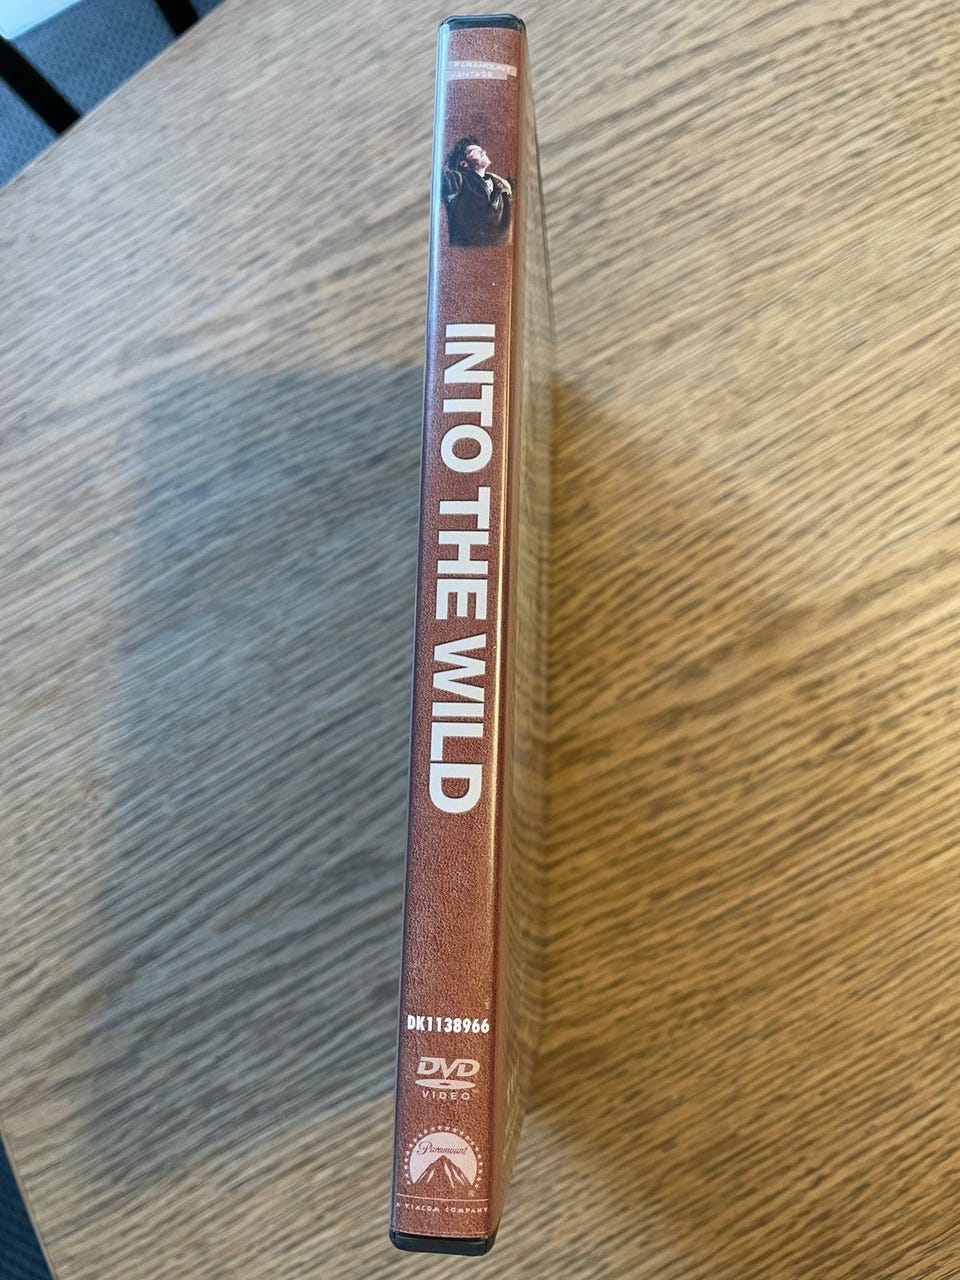 PARAMOUNT
VANTAGE
INTO THE WILD
DK1138966
DVD
VIDEO
Paramount
®
A VIACOM COMPANY